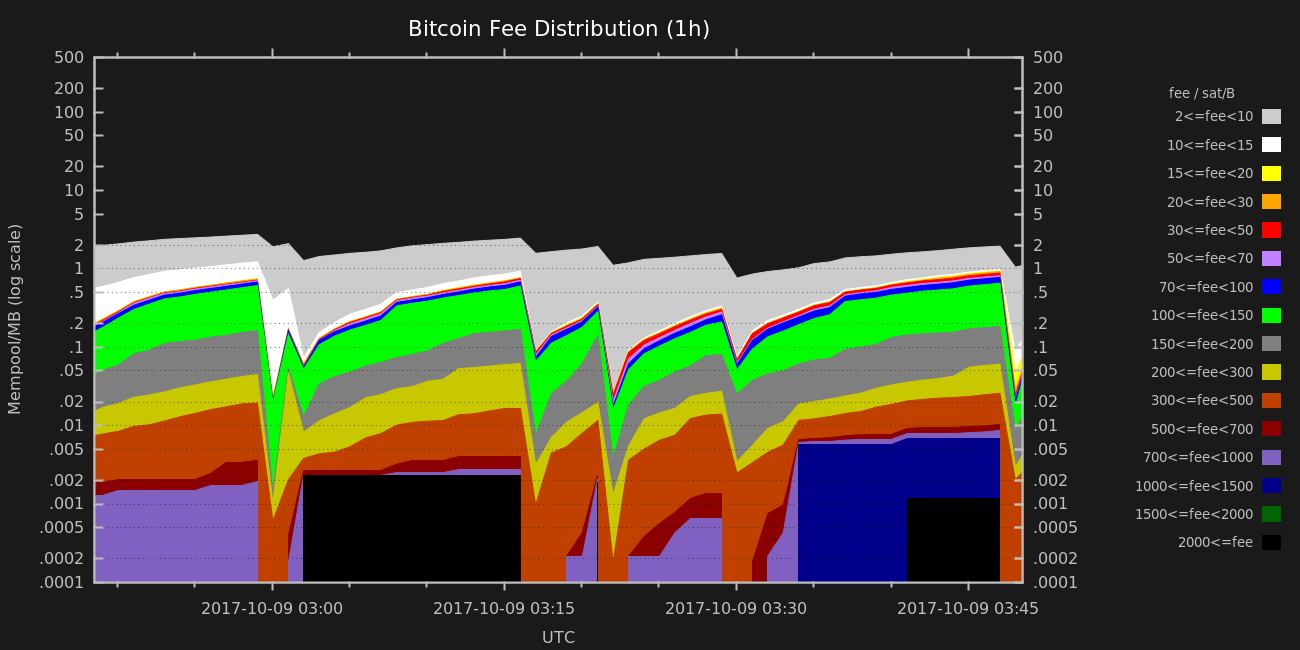 Bitcoin Fee Distribution (1h)
Mempool/MB (log scale)
500
200
100
50
20
10
5
2
1
.5
.2
.1
.05
.02
.01
.005
.002
.001
.0005
.0002
.0001
500
200
100
50
20
10
5
2
1
.5
.2
.1
.05
.02
.01
.005
.002
.001
.0005
.0002
.0001
2017-10-09 03:00
2017-10-09 03:15
2017-10-09 03:30
2017-10-09 03:45
UTC
fee / sat/B
2<=fee<10
10<=fee<15
15<=fee<20
20<=fee<30
30<=fee<50
50<=fee<70
70<=fee<100
100<=fee<150
150<=fee<200
200<=fee<300
300<=fee<500
500<=fee<700
700<=fee<1000
1000<=fee<1500
1500<=fee<2000
2000<=fee